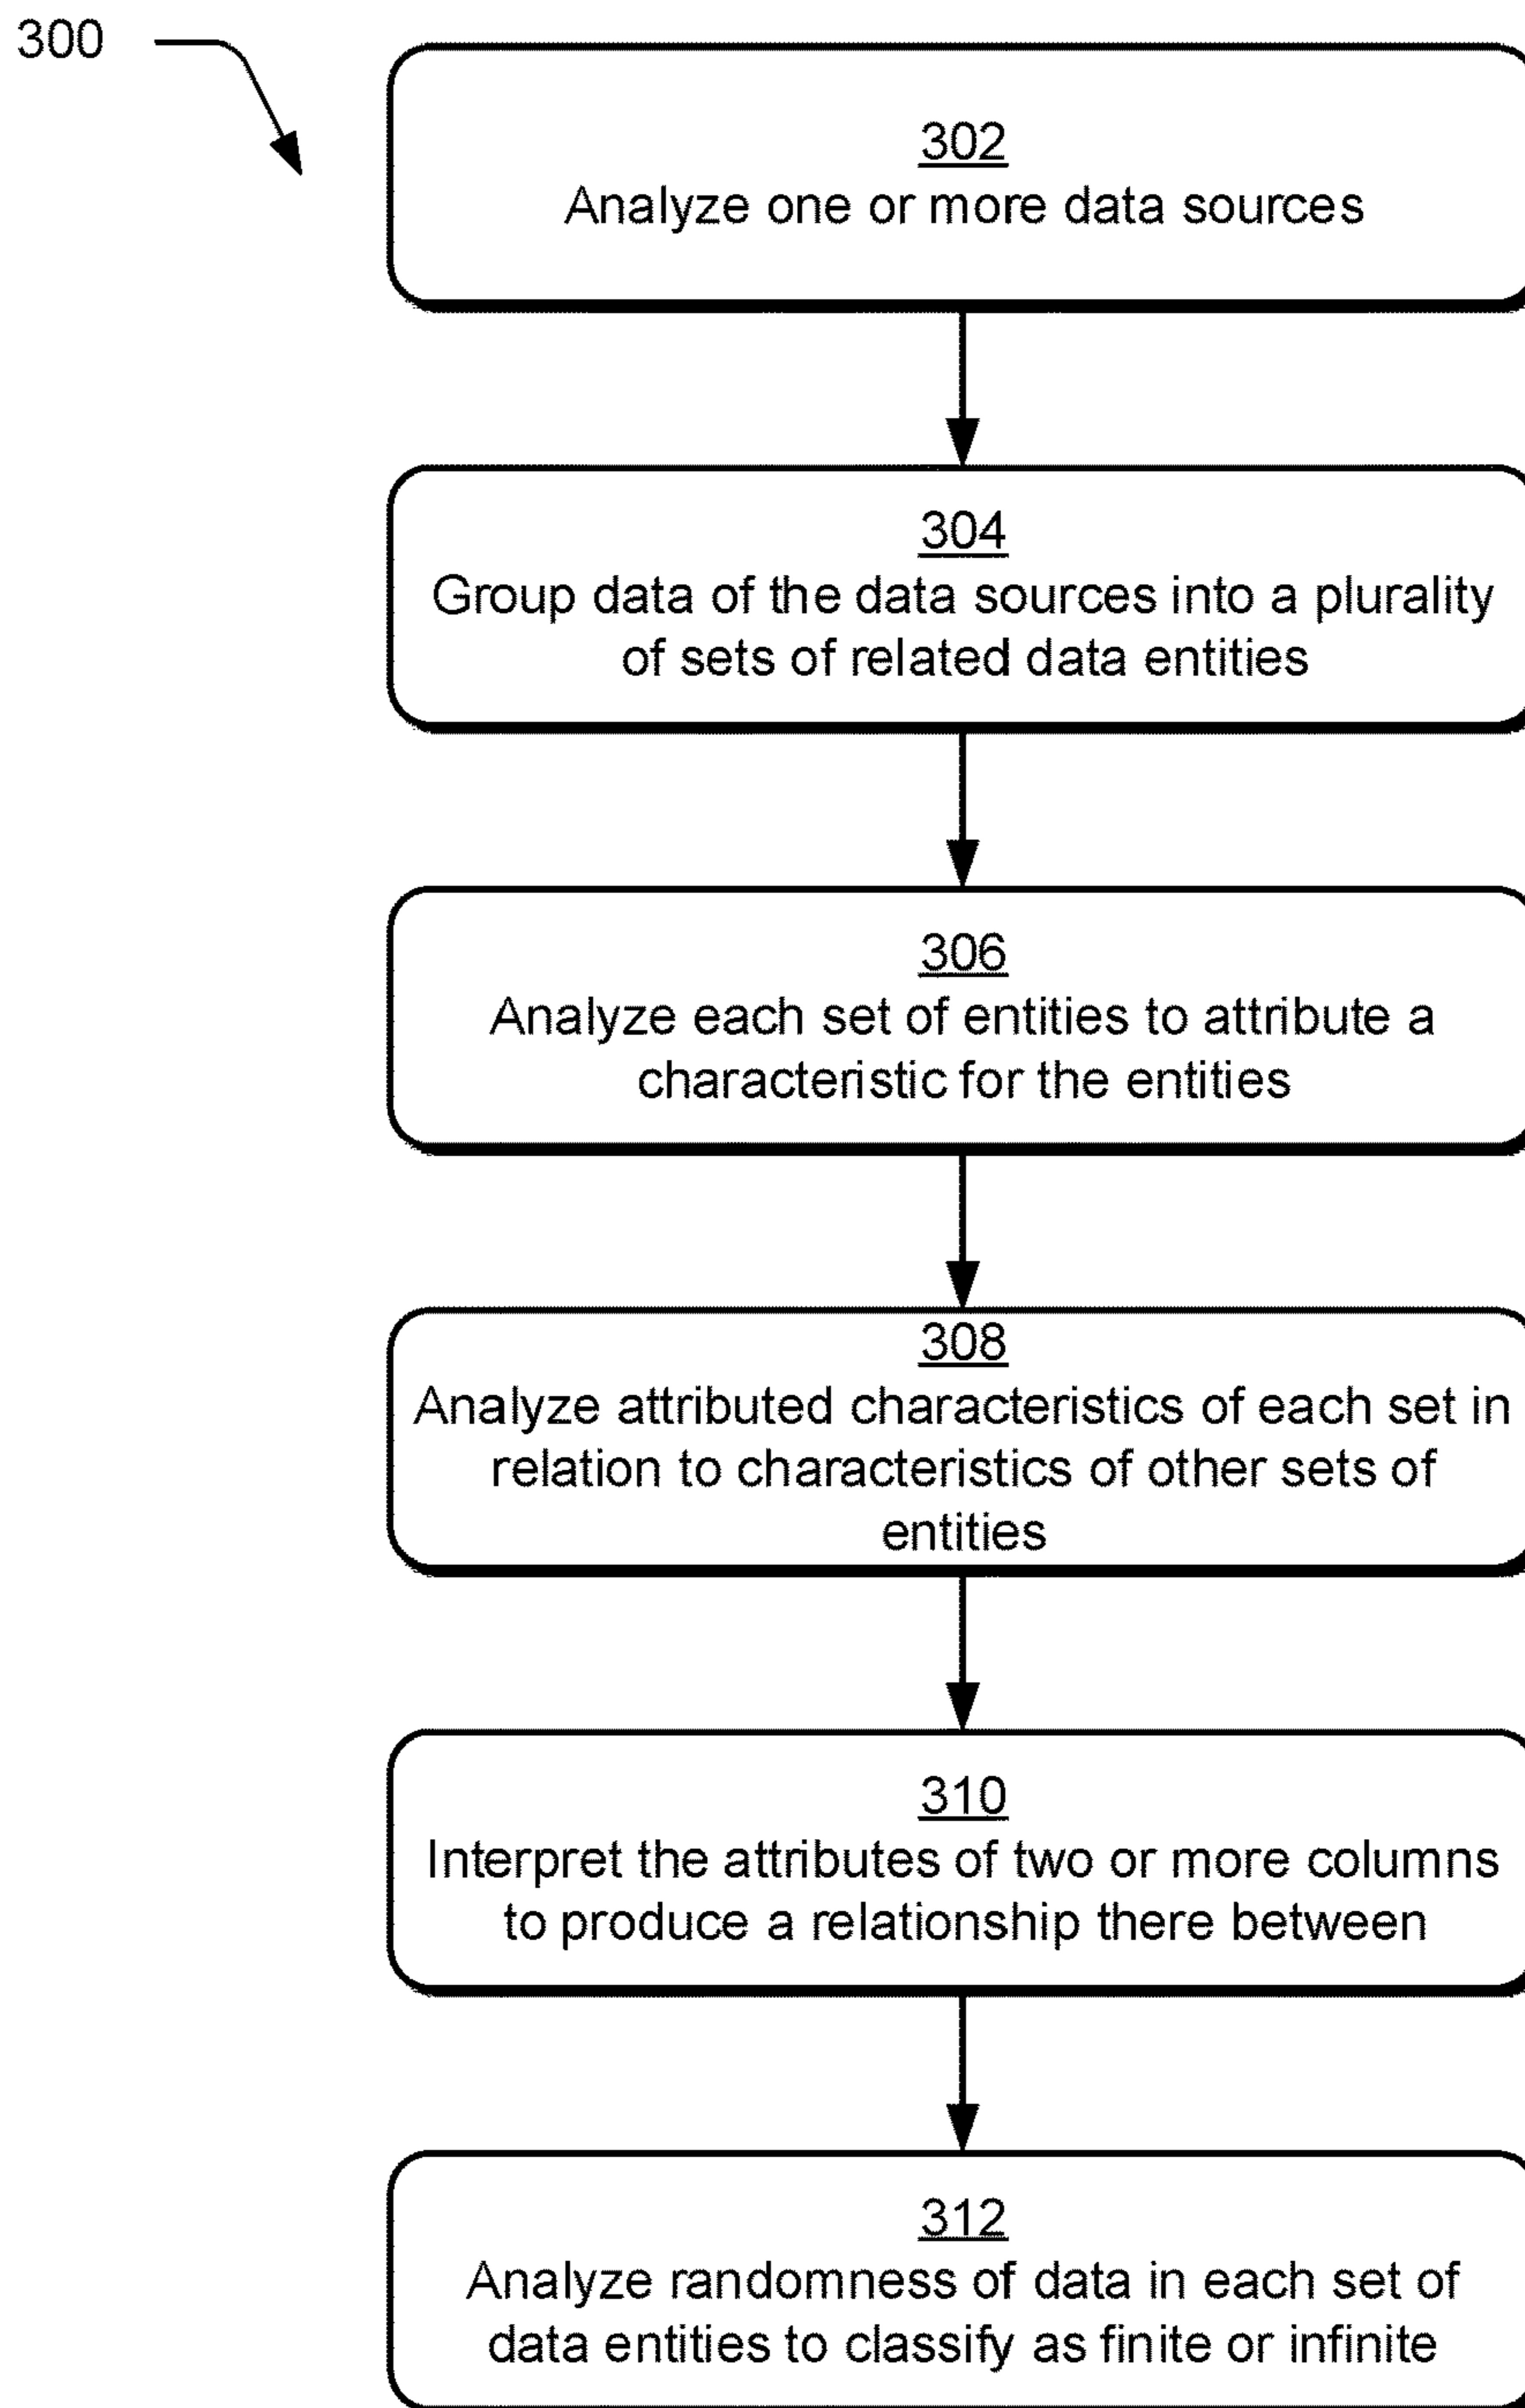 300
302
Analyze one or more data sources
304
Group data of the data sources into a plurality
of sets of related data entities
306
Analyze each set of entities to attribute a
characteristic for the entities
308
Analyze attributed characteristics of each set in
relation to characteristics of other sets of
entities
310
Interpret the attributes of two or more columns
to produce a relationship there between
312
Analyze randomness of data in each set of
data entities to classify as finite or infinite